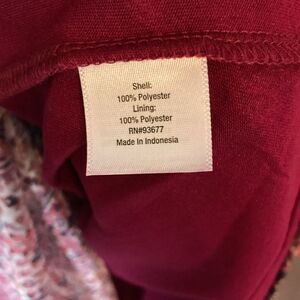 Shell:
100% Polyester
Lining:
100% Polyester
RN#93677
Made In Indonesia